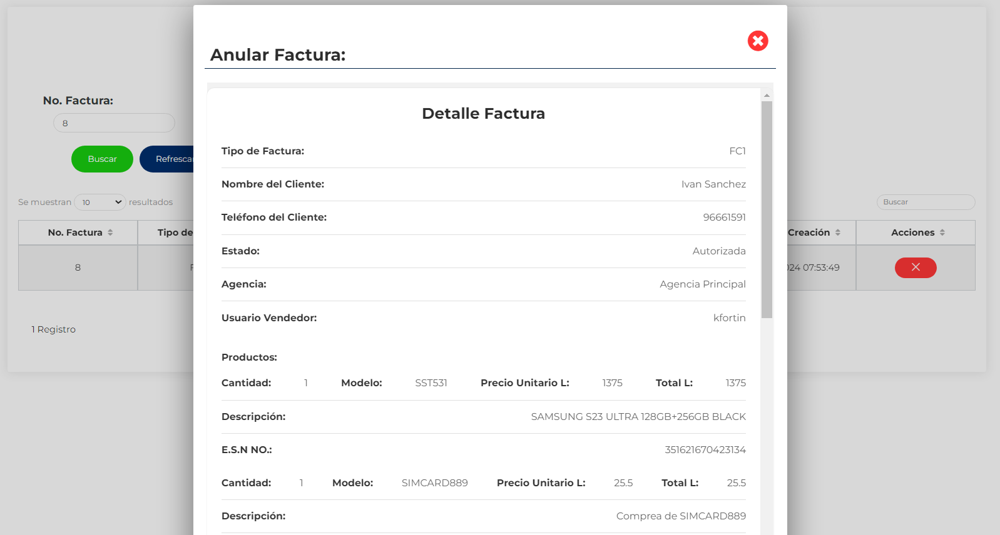 Anular Factura:
No. Factura:
8
Buscar
Refrescar
Se muestran 10 resultados
Buscar
No. Factura
Tipo de
Creación
Acciones
8
F
024 07:53:49
1 Registro
Detalle Factura
Tipo de Factura: FC1
Nombre del Cliente: Ivan Sanchez
Teléfono del Cliente: 96661591
Estado: Autorizada
Agencia: Agencia Principal
Usuario Vendedor: kfortin
Productos:
Cantidad: 1 Modelo: SST531 Precio Unitario L: 1375 Total L: 1375
Descripción: SAMSUNG S23 ULTRA 128GB+256GB BLACK
E.S.N NO.: 351621670423134
Cantidad: 1 Modelo: SIMCARD889 Precio Unitario L: 25.5 Total L: 25.5
Descripción: Comprea de SIMCARD889